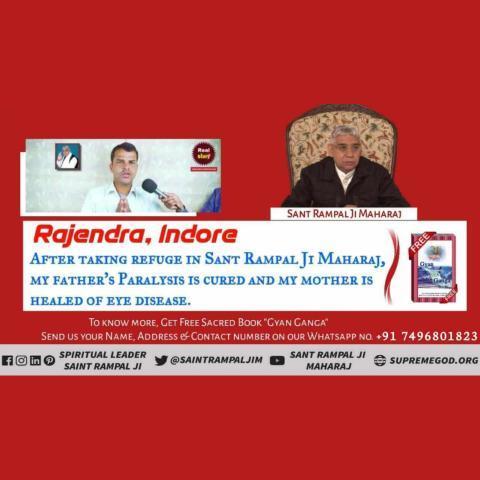 Real
story
SANT RAMPAL JI MAHARAJ
Rajendra, Indore
AFTER TAKING REFUGE IN SANT RAMPAL JI MAHARAJ,
MY FATHER'S PARALYSIS IS CURED AND MY MOTHER IS
HEALED OF EYE DISEASE.
FREE
Gyan
Ganga
FREE
TO KNOW MORE, GET FREE SACRED BOOK "GYAN GANGA"
SEND US YOUR NAME, ADDRESS & CONTACT NUMBER ON OUR WHATSAPP NO. +91 7496801823
SPIRITUAL LEADER
SAINT RAMPAL JI
@SAINTRAMPALJIM
SANT RAMPAL JI
MAHARAJ
SUPREMEGOD.ORG